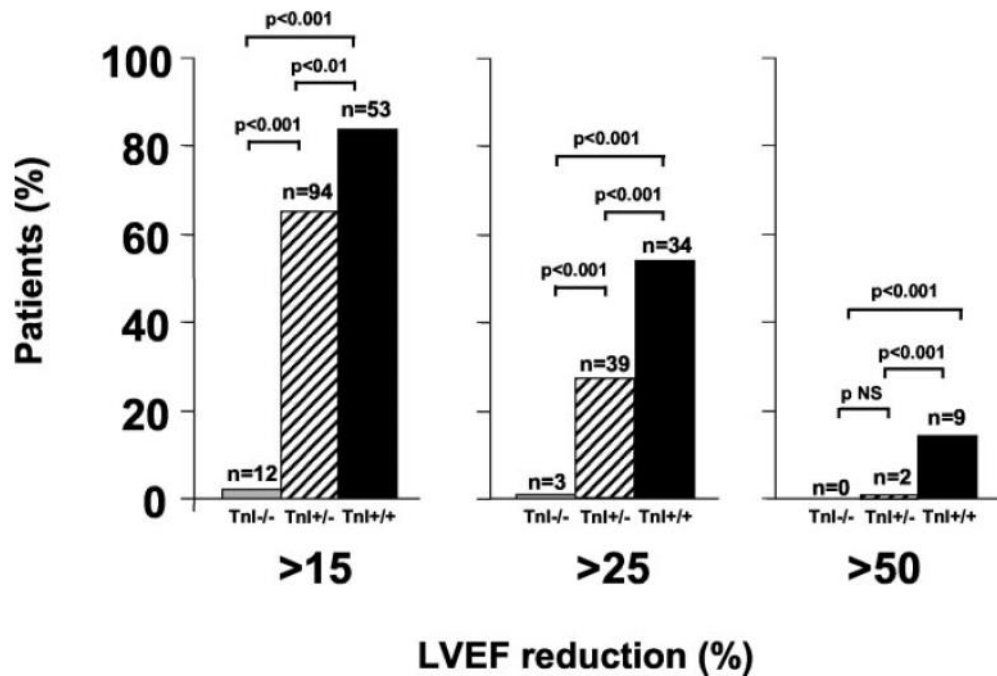 p<0.001
p<0.01
n=53
p<0.001
n=94
n=12
100
80
60
40
20
0
Patients (%)
TnI-/- TnI+/- TnI+/+
>15
p<0.001
p<0.001
n=34
p<0.001
n=39
n=3
TnI-/- TnI+/- TnI+/+
>25
p<0.001
p<0.001
p NS
n=9
n=0
n=2
TnI-/- TnI+/- TnI+/+
>50
LVEF reduction (%)